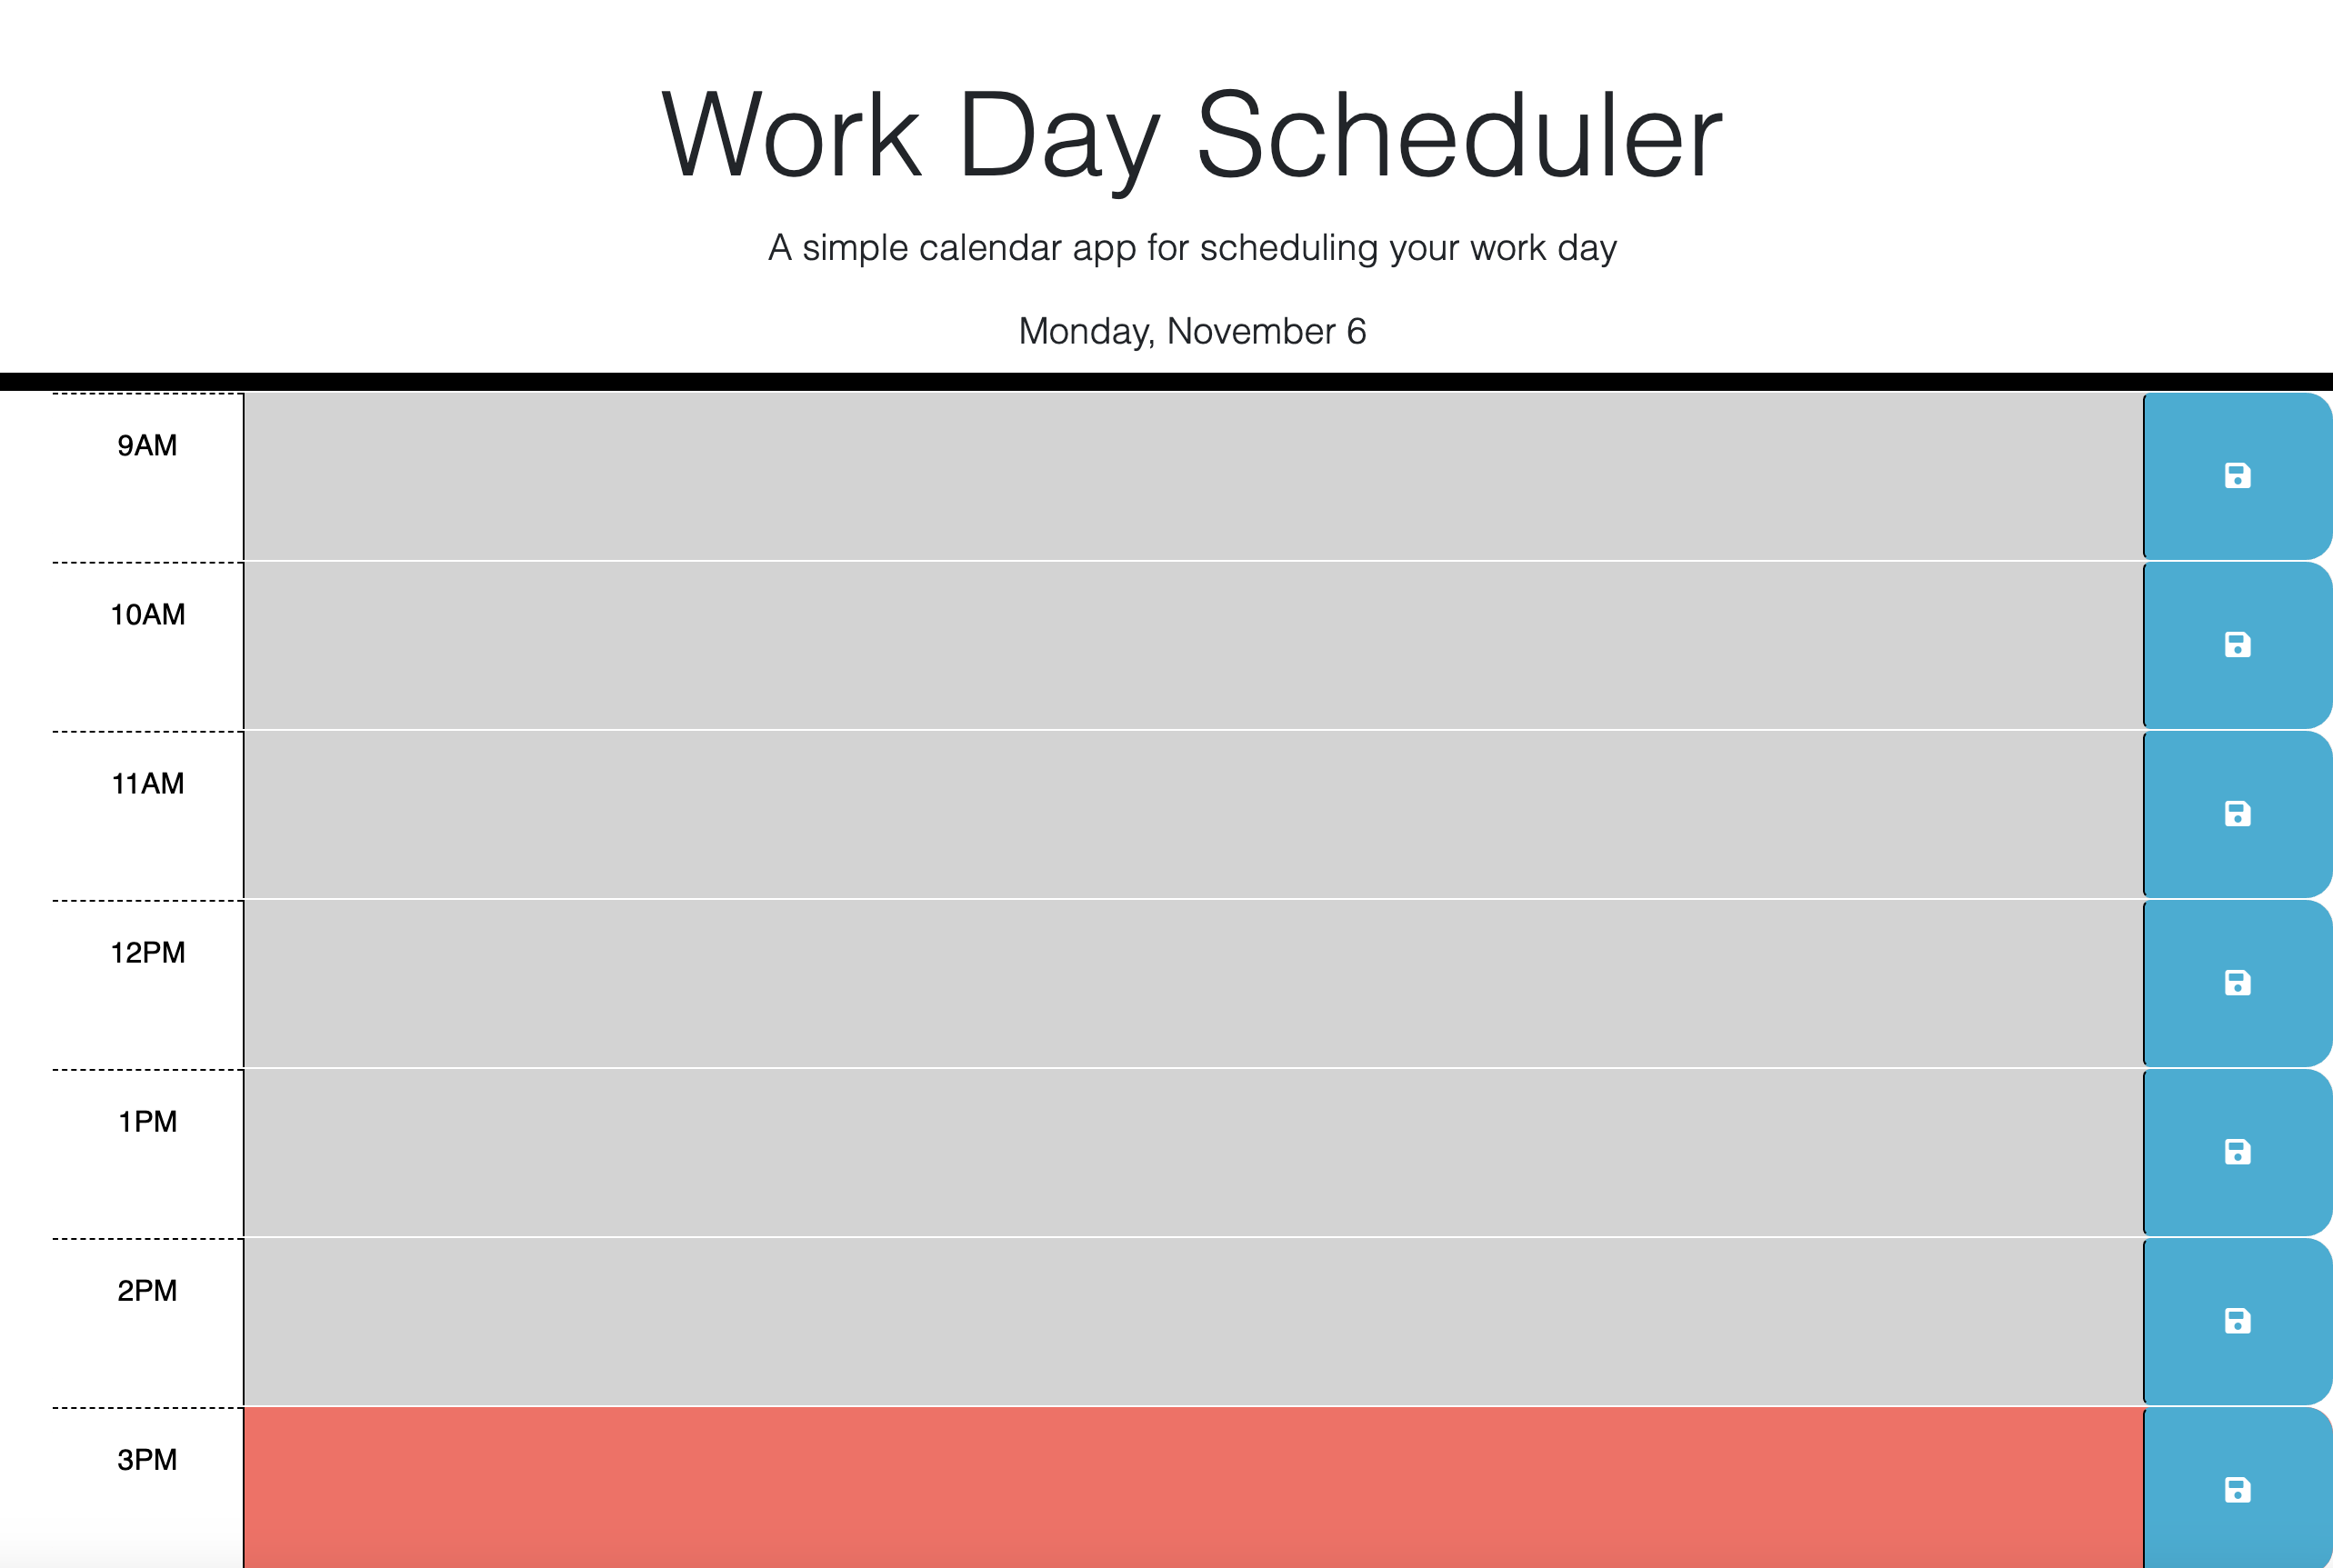 Work Day Scheduler
A simple calendar app for scheduling your work day
Monday, November 6
9AM
10AM
11AM
12PM
1PM
2PM
3PM